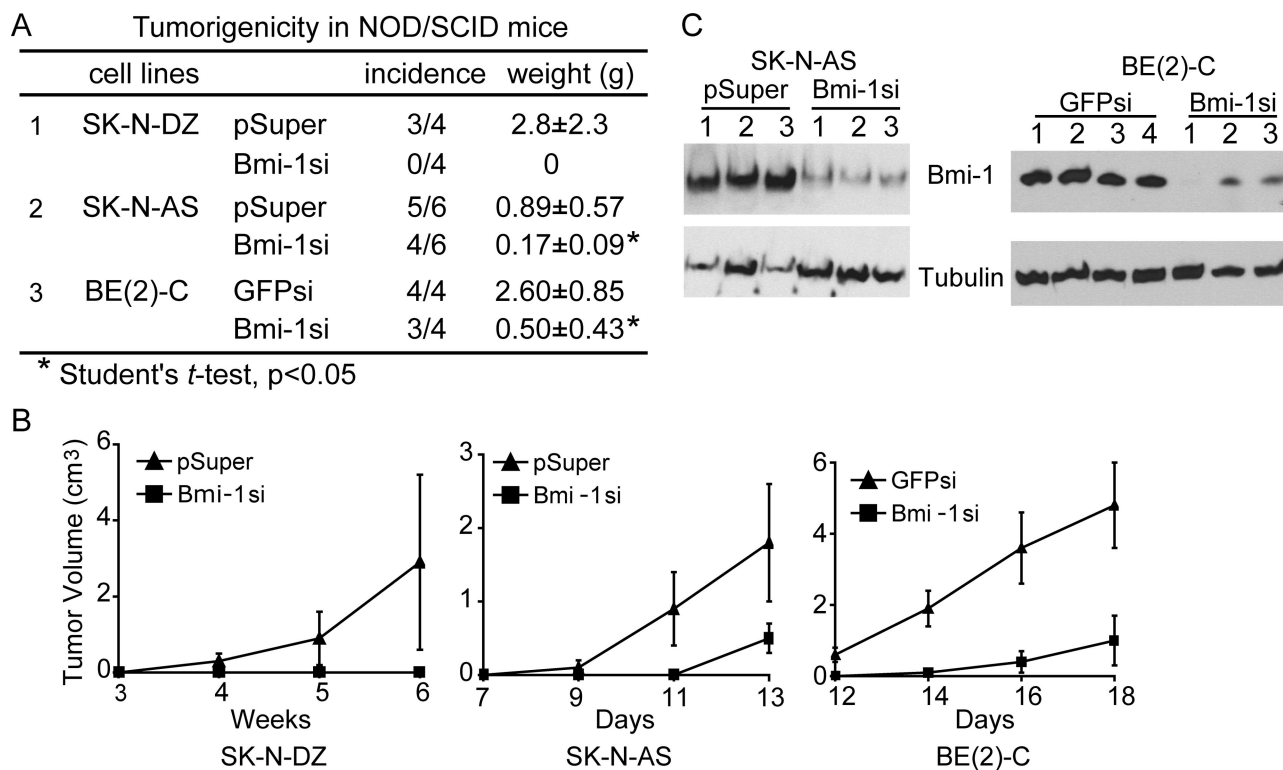 A
Tumorigenicity in NOD/SCID mice
cell lines incidence weight (g)
1 SK-N-DZ pSuper 3/4 2.8±2.3
Bmi-1si 0/4 0
2 SK-N-AS pSuper 5/6 0.89±0.57
Bmi-1si 4/6 0.17±0.09*
3 BE(2)-C GFPsi 4/4 2.60±0.85
Bmi-1si 3/4 0.50±0.43*
* Student's t-test, p<0.05
C
SK-N-AS
pSuper Bmi-1si
1 2 3 1 2 3
BE(2)-C
GFPsi Bmi-1si
1 2 3 4 1 2 3
Bmi-1
Tubulin
B
Tumor Volume (cm³)
6
4
2
0
pSuper
Bmi-1si
3 4 5 6
Weeks
SK-N-DZ
3
2
1
0
pSuper
Bmi-1si
7 9 11 13
Days
SK-N-AS
6
4
2
0
GFPsi
Bmi-1si
12 14 16 18
Days
BE(2)-C